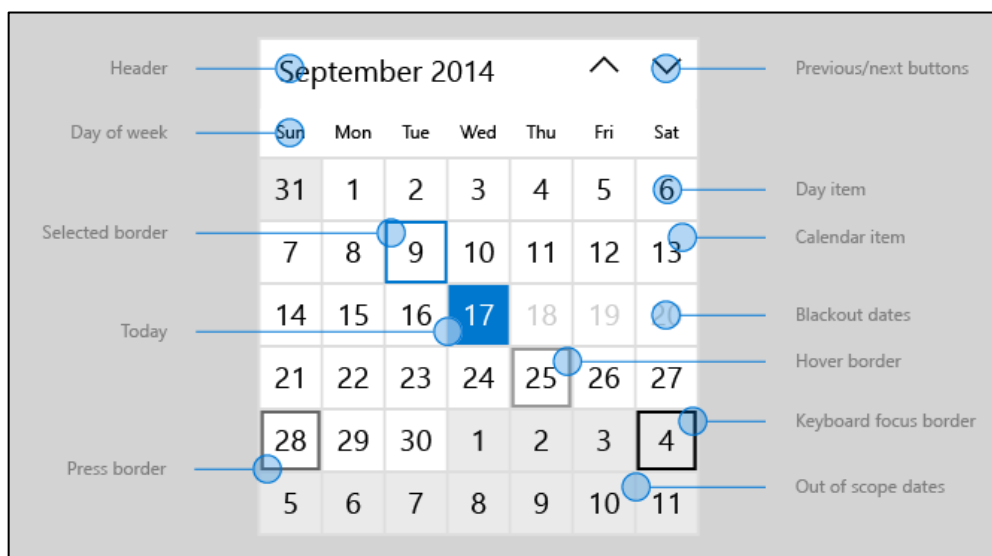 Header September 2014 Previous/next buttons
Day of week Sun Mon Tue Wed Thu Fri Sat
31 1 2 3 4 5 6 Day item
Selected border Calendar item
7 8 9 10 11 12 13
14 15 16 17 18 19 20 Blackout dates
Today
Hover border
21 22 23 24 25 26 27
Keyboard focus border
28 29 30 1 2 3 4
Press border
Out of scope dates
5 6 7 8 9 10 11